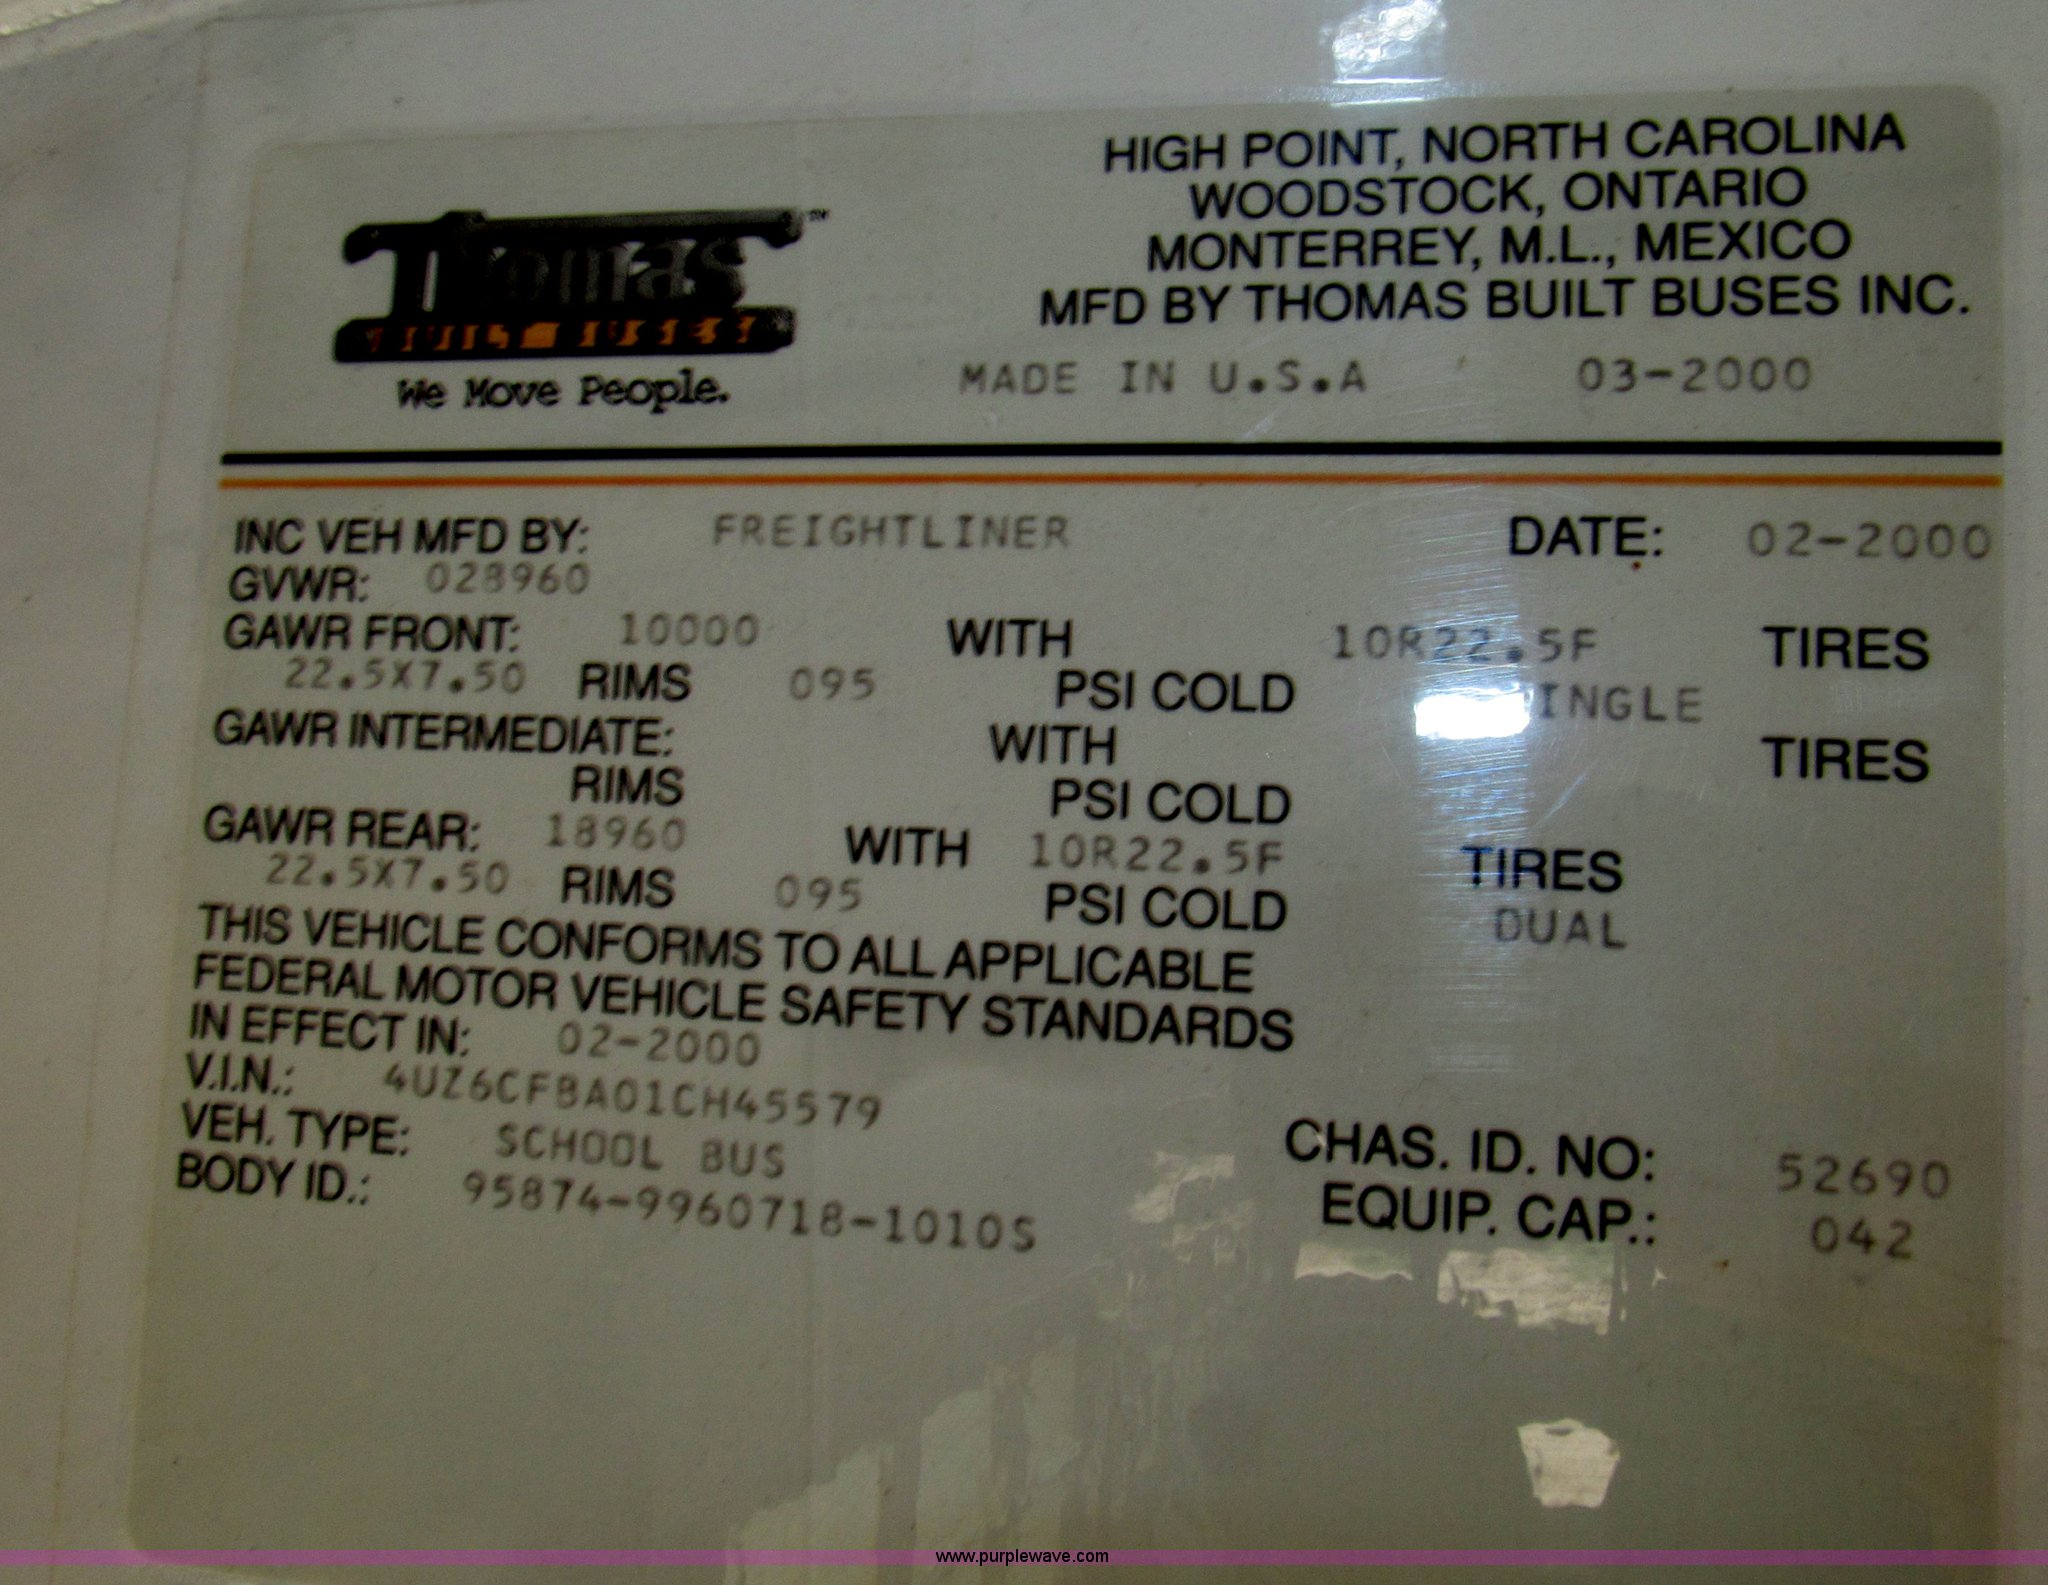 HIGH POINT, NORTH CAROLINA
WOODSTOCK, ONTARIO
MONTERREY, M.L., MEXICO
MFD BY THOMAS BUILT BUSES INC.
Thomas TM
We Move People.
MADE IN U.S.A 03-2000
INC VEH MFD BY: FREIGHTLINER DATE: 02-2000
GVWR: 028960
GAWR FRONT: 10000 WITH 10R22.5F TIRES
22.5X7.50 RIMS 095 PSI COLD INGLE
GAWR INTERMEDIATE: WITH TIRES
RIMS PSI COLD
GAWR REAR: 18960 WITH 10R22.5F TIRES
22.5X7.50 RIMS 095 PSI COLD DUAL
THIS VEHICLE CONFORMS TO ALL APPLICABLE
FEDERAL MOTOR VEHICLE SAFETY STANDARDS
IN EFFECT IN: 02-2000
V.I.N.: 4UZ6CFBA01CH45579
VEH. TYPE: SCHOOL BUS CHAS. ID. NO: 52690
BODY ID.: 95874-9960718-1010S EQUIP. CAP.: 042
www.purplewave.com